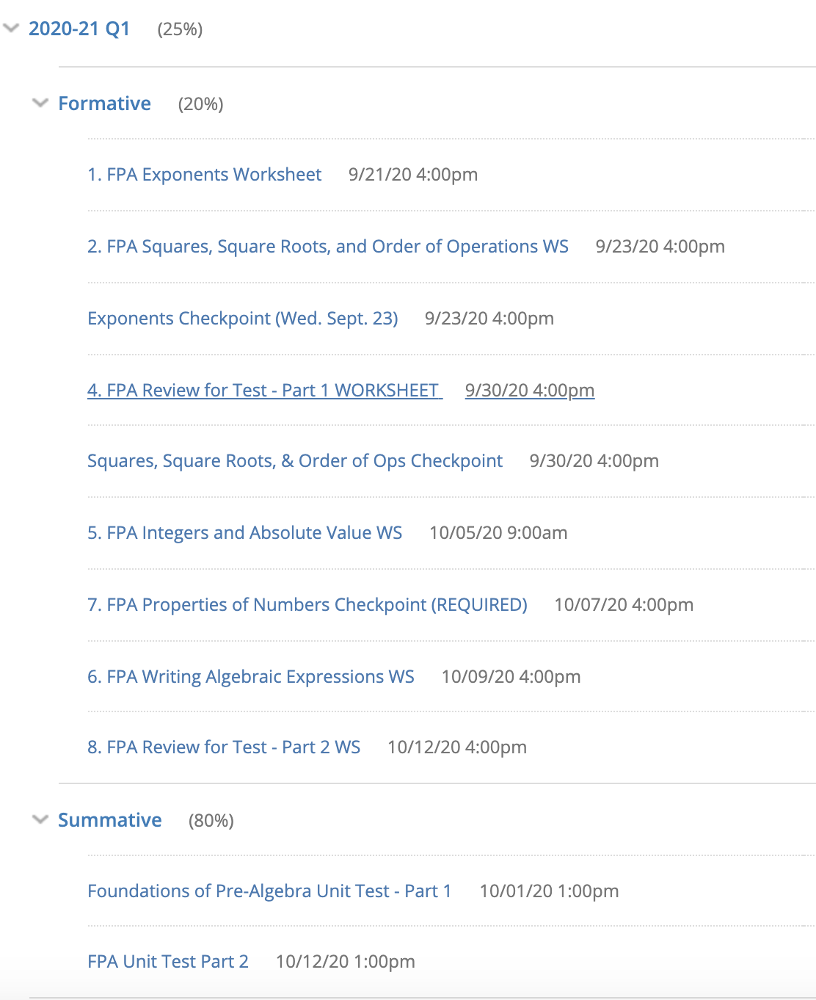 2020-21 Q1 (25%)
Formative (20%)
1. FPA Exponents Worksheet 9/21/20 4:00pm
2. FPA Squares, Square Roots, and Order of Operations WS 9/23/20 4:00pm
Exponents Checkpoint (Wed. Sept. 23) 9/23/20 4:00pm
4. FPA Review for Test - Part 1 WORKSHEET 9/30/20 4:00pm
Squares, Square Roots, & Order of Ops Checkpoint 9/30/20 4:00pm
5. FPA Integers and Absolute Value WS 10/05/20 9:00am
7. FPA Properties of Numbers Checkpoint (REQUIRED) 10/07/20 4:00pm
6. FPA Writing Algebraic Expressions WS 10/09/20 4:00pm
8. FPA Review for Test - Part 2 WS 10/12/20 4:00pm
Summative (80%)
Foundations of Pre-Algebra Unit Test - Part 1 10/01/20 1:00pm
FPA Unit Test Part 2 10/12/20 1:00pm